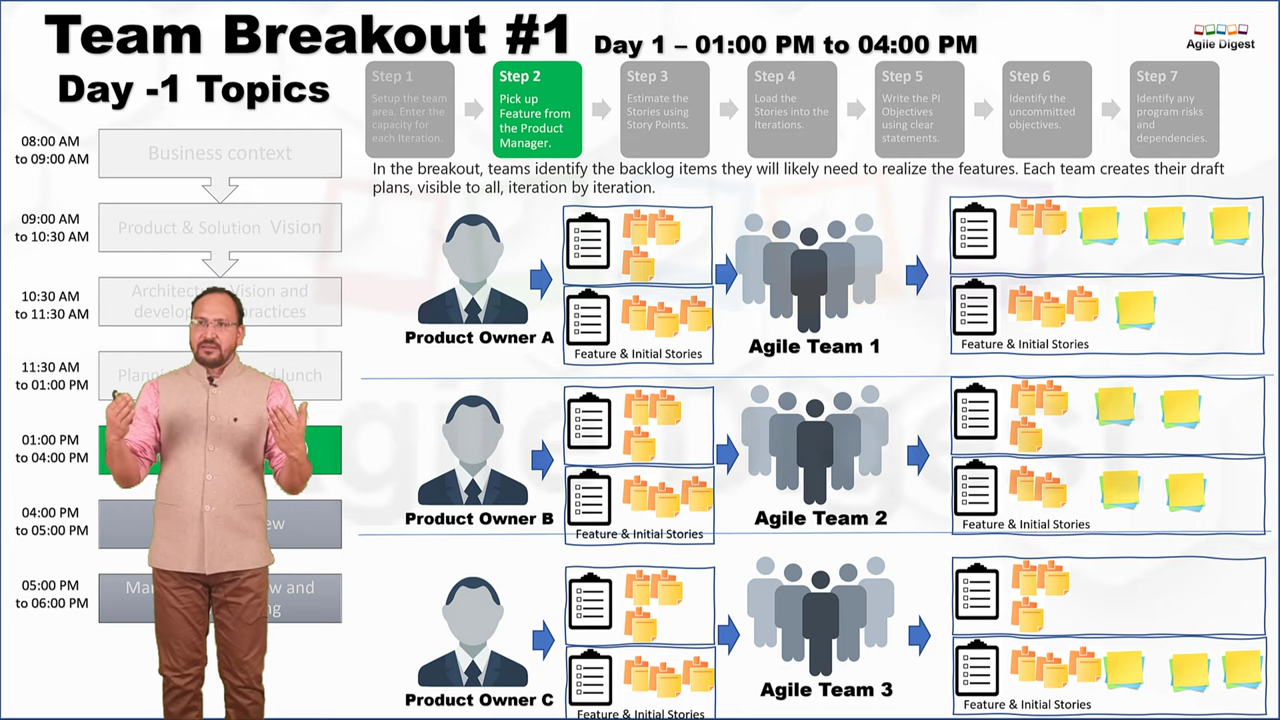 Team Breakout #1
Day 1 – 01:00 PM to 04:00 PM
Agile Digest
Day -1 Topics
Step 1
Setup the team
area. Enter the
capacity for
each Iteration.
Step 2
Pick up
Feature from
the Product
Manager.
Step 3
Estimate the
Stories using
Story Points.
Step 4
Load the
Stories into the
Iterations.
Step 5
Write the PI
Objectives
using clear
statements.
Step 6
Identify the
uncommitted
objectives.
Step 7
Identify any
program risks
and
dependencies.
In the breakout, teams identify the backlog items they will likely need to realize the features. Each team creates their draft
plans, visible to all, iteration by iteration.
08:00 AM
to 09:00 AM
Business context
09:00 AM
to 10:30 AM
Product & Solution Vision
10:30 AM
to 11:30 AM
Vision and
practices
11:30 AM
to 01:00 PM
lunch
01:00 PM
to 04:00 PM
04:00 PM
to 05:00 PM
05:00 PM
to 06:00 PM
and
Product Owner A
Feature & Initial Stories
Agile Team 1
Feature & Initial Stories
Product Owner B
Feature & Initial Stories
Agile Team 2
Feature & Initial Stories
Product Owner C
Feature & Initial Stories
Agile Team 3
Feature & Initial Stories